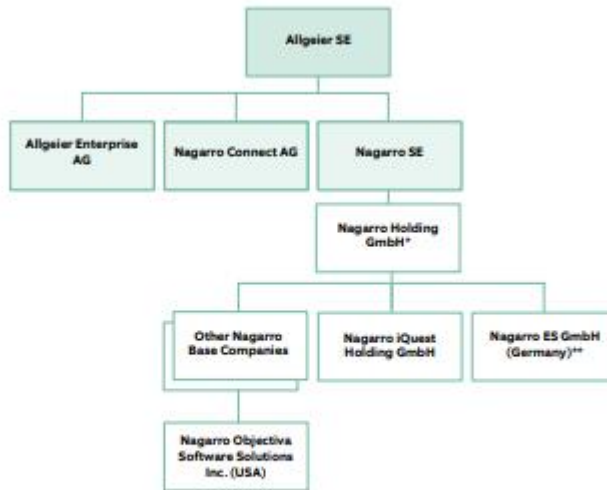 Allgeier SE
Allgeier Enterprise
AG
Nagarro Connect AG
Nagarro SE
Nagarro Holding
GmbH*
Other Nagarro
Base Companies
Nagarro iQuest
Holding GmbH
Nagarro ES GmbH
(Germany)**
Nagarro Objectiva
Software Solutions
Inc. (USA)